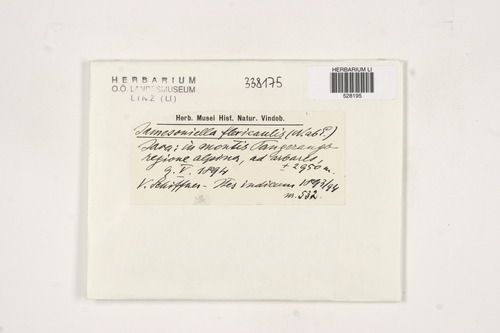 HERBARIUM
O.Ö. LANDESMUSEUM
LINZ (LI)
338175
HERBARIUM LI
528195
Herb. Musei Hist. Natur. Vindob.
Jamesoniella flexicaulis (Nees)
Java: in montis Pangerango
regione alpina, ad arbores,
± 2950 m.
9. V. 1894
V. Schiffner - Iter indicum 1893/94
nr. 532.